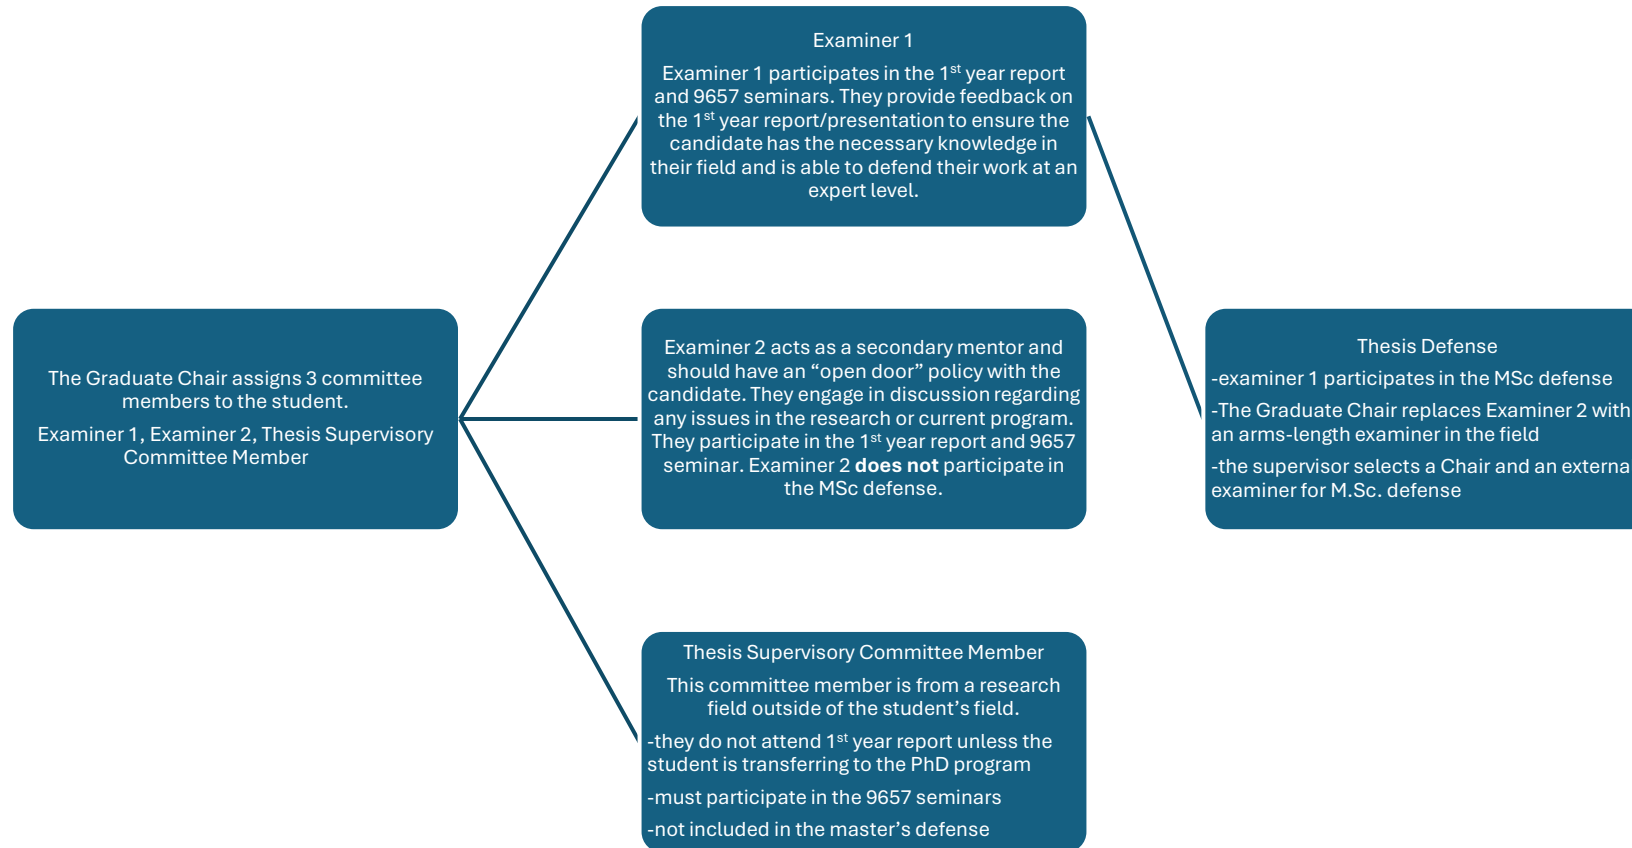 The Graduate Chair assigns 3 committee
members to the student.
Examiner 1, Examiner 2, Thesis Supervisory
Committee Member
Examiner 1
Examiner 1 participates in the 1st year report
and 9657 seminars. They provide feedback on
the 1st year report/presentation to ensure the
candidate has the necessary knowledge in
their field and is able to defend their work at an
expert level.
Examiner 2 acts as a secondary mentor and
should have an “open door” policy with the
candidate. They engage in discussion regarding
any issues in the research or current program.
They participate in the 1st year report and 9657
seminar. Examiner 2 does not participate in
the MSc defense.
Thesis Supervisory Committee Member
This committee member is from a research
field outside of the student’s field.
-they do not attend 1st year report unless the
student is transferring to the PhD program
-must participate in the 9657 seminars
-not included in the master’s defense
Thesis Defense
-examiner 1 participates in the MSc defense
-The Graduate Chair replaces Examiner 2 with
an arms-length examiner in the field
-the supervisor selects a Chair and an externa
examiner for M.Sc. defense